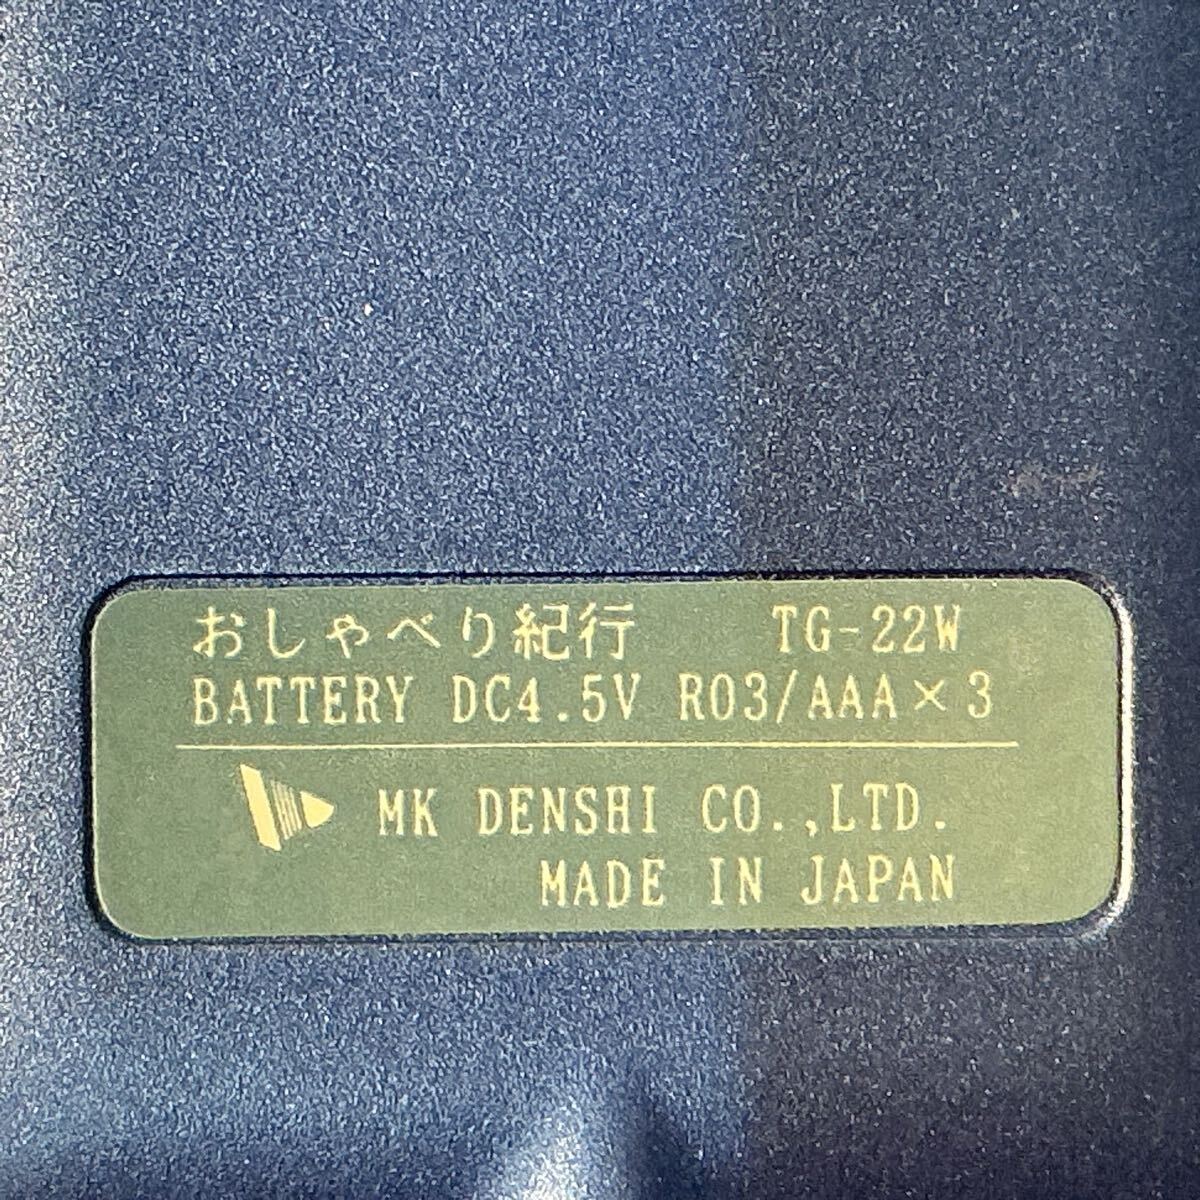 おしゃべり紀行 TG-22W
BATTERY DC4.5V R03/AAA×3
MK DENSHI CO.,LTD.
MADE IN JAPAN